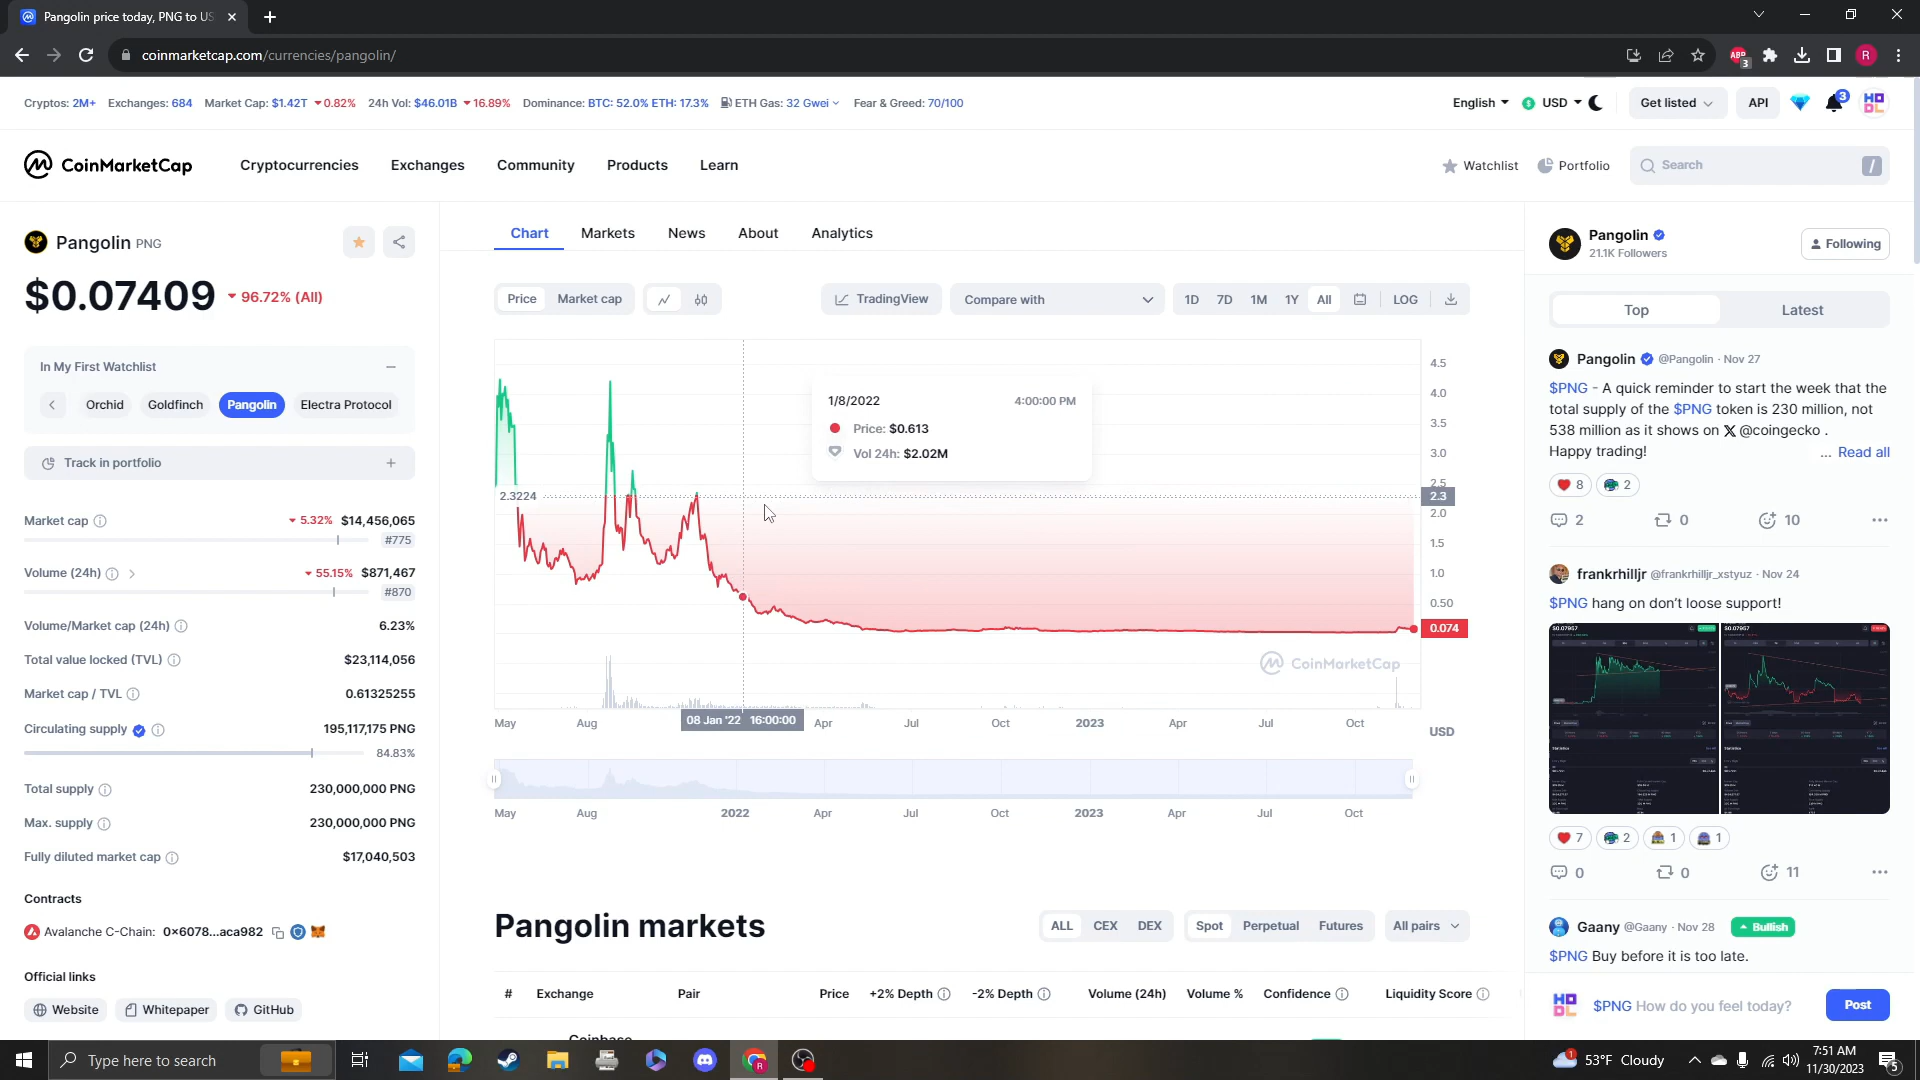 Pangolin price today, PNG to US
coinmarketcap.com/currencies/pangolin/
ABP
3
R
Cryptos: 2M+ Exchanges: 684 Market Cap: $1.42T 0.82% 24h Vol: $46.01B 16.89% Dominance: BTC: 52.0% ETH: 17.3% ETH Gas: 32 Gwei Fear & Greed: 70/100
English USD Get listed API 3
CoinMarketCap Cryptocurrencies Exchanges Community Products Learn
Watchlist Portfolio Search /
Pangolin PNG
$0.07409 96.72% (All)
In My First Watchlist
Orchid Goldfinch Pangolin Electra Protocol
Track in portfolio +
Market cap 5.32% $14,456,065
#775
Volume (24h) 55.15% $871,467
#870
Volume/Market cap (24h) 6.23%
Total value locked (TVL) $23,114,056
Market cap / TVL 0.61325255
Circulating supply 195,117,175 PNG
84.83%
Total supply 230,000,000 PNG
Max. supply 230,000,000 PNG
Fully diluted market cap $17,040,503
Contracts
Avalanche C-Chain: 0x6078...aca982
Official links
Website Whitepaper GitHub
Chart Markets News About Analytics
Price Market cap TradingView Compare with 1D 7D 1M 1Y All LOG
1/8/2022 4:00:00 PM
Price: $0.613
Vol 24h: $2.02M
2.3224
4.5
4.0
3.5
3.0
2.5
2.3
2.0
1.5
1.0
0.50
0.074
CoinMarketCap
May Aug 08 Jan '22 16:00:00 Apr Jul Oct 2023 Apr Jul Oct
USD
May Aug 2022 Apr Jul Oct 2023 Apr Jul Oct
Pangolin markets ALL CEX DEX Spot Perpetual Futures All pairs
# Exchange Pair Price +2% Depth -2% Depth Volume (24h) Volume % Confidence Liquidity Score
Coinbase
Pangolin
21.1K Followers
Following
Top Latest
Pangolin @Pangolin · Nov 27
$PNG - A quick reminder to start the week that the
total supply of the $PNG token is 230 million, not
538 million as it shows on X @coingecko .
Happy trading! ... Read all
8 2
2 0 10
frankrhilljr @frankrhilljr_xstyuz · Nov 24
$PNG hang on don't loose support!
$0.07957 $0.07957
7 2 1 1
0 0 11
Gaany @Gaany · Nov 28 Bullish
$PNG Buy before it is too late.
HODL $PNG How do you feel today? Post
Type here to search
53°F Cloudy
7:51 AM
11/30/2023
5